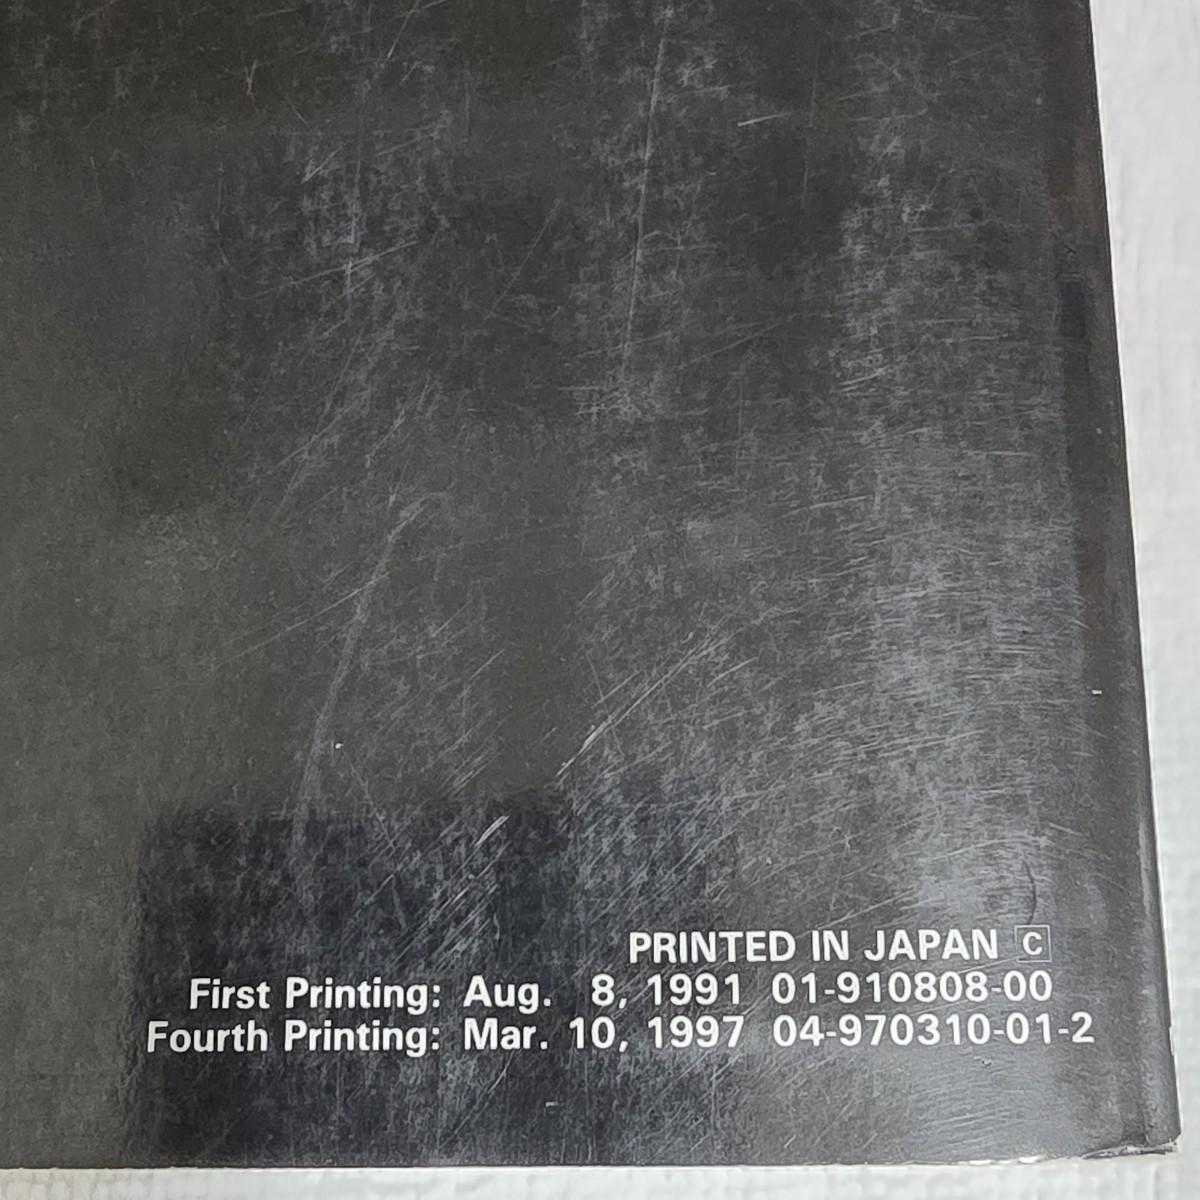 PRINTED IN JAPAN C
First Printing: Aug. 8, 1991 01-910808-00
Fourth Printing: Mar. 10, 1997 04-970310-01-2